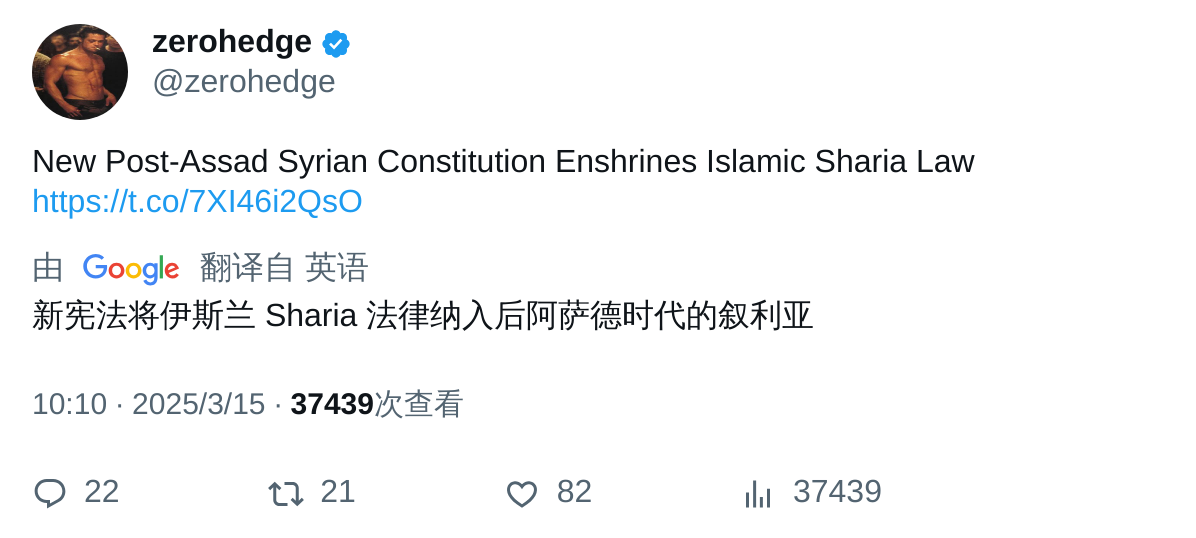 zerohedge
@zerohedge
New Post-Assad Syrian Constitution Enshrines Islamic Sharia Law
https://t.co/7XI46i2QsO
由 Google 翻译自 英语
新宪法将伊斯兰 Sharia 法律纳入后阿萨德时代的叙利亚
10:10 · 2025/3/15 · 37439次查看
22 21 82 37439